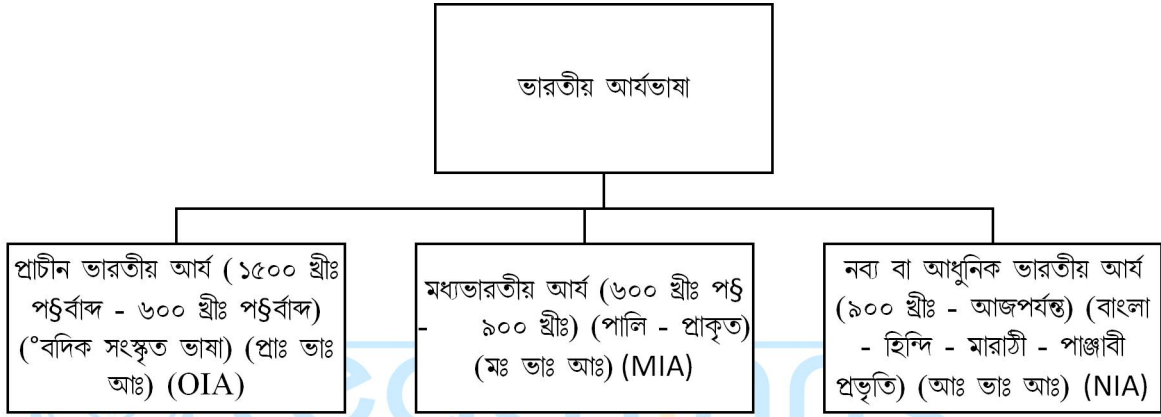 ভারতীয় আর্যভাষা
প্রাচীন ভারতীয় আর্য (১৫০০ খ্রীঃ
প§র্বাব্দ - ৬০০ খ্রীঃ প§র্বাব্দ)
(°বদিক সংস্কৃত ভাষা) (প্রাঃ ভাঃ
আঃ) (OIA)
মধ্যভারতীয় আর্য (৬০০ খ্রীঃ প§
- ৯০০ খ্রীঃ) (পালি - প্রাকৃত)
(মঃ ভাঃ আঃ) (MIA)
নব্য বা আধুনিক ভারতীয় আর্য
(৯০০ খ্রীঃ - আজপর্যন্ত) (বাংলা
- হিন্দি - মারাঠী - পাঞ্জাবী
প্রভৃতি) (আঃ ভাঃ আঃ) (NIA)